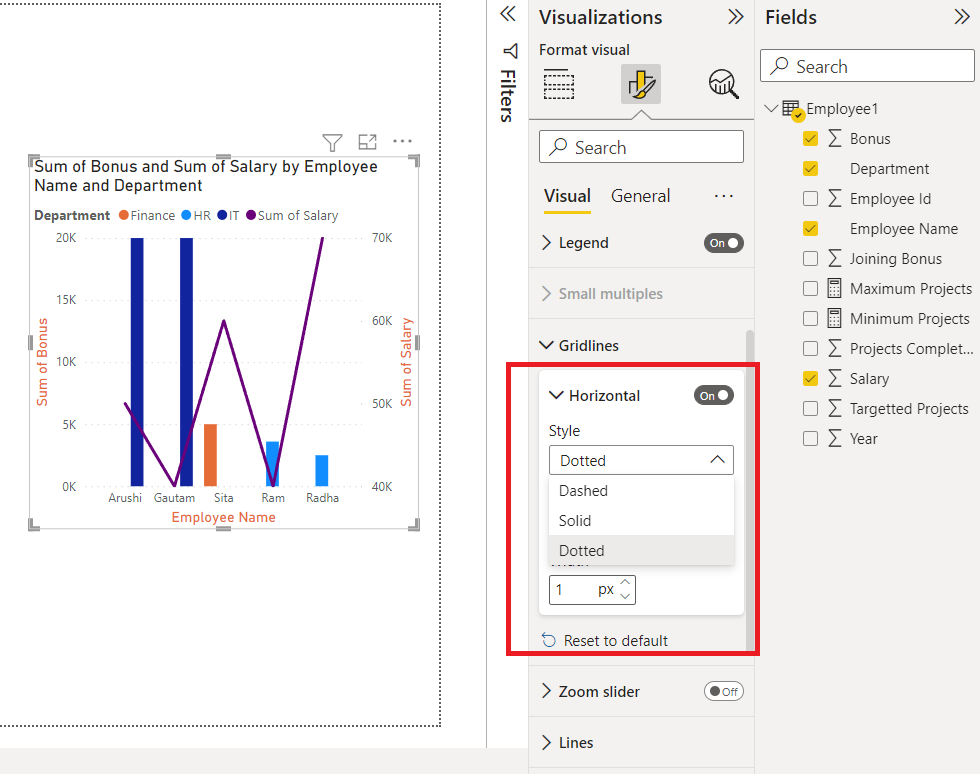 Sum of Bonus and Sum of Salary by Employee
Name and Department
Department Finance HR IT Sum of Salary
20K
15K
10K
5K
0K
Sum of Bonus
70K
60K
50K
40K
Sum of Salary
Arushi Gautam Sita Ram Radha
Employee Name
Filters
Visualizations
Format visual
Search
Visual General
Legend On
Small multiples
Gridlines
Horizontal On
Style
Dotted
Dashed
Solid
Dotted
1 px
Reset to default
Zoom slider Off
Lines
Fields
Search
Employee1
Bonus
Department
Employee Id
Employee Name
Joining Bonus
Maximum Projects
Minimum Projects
Projects Complet...
Salary
Targetted Projects
Year